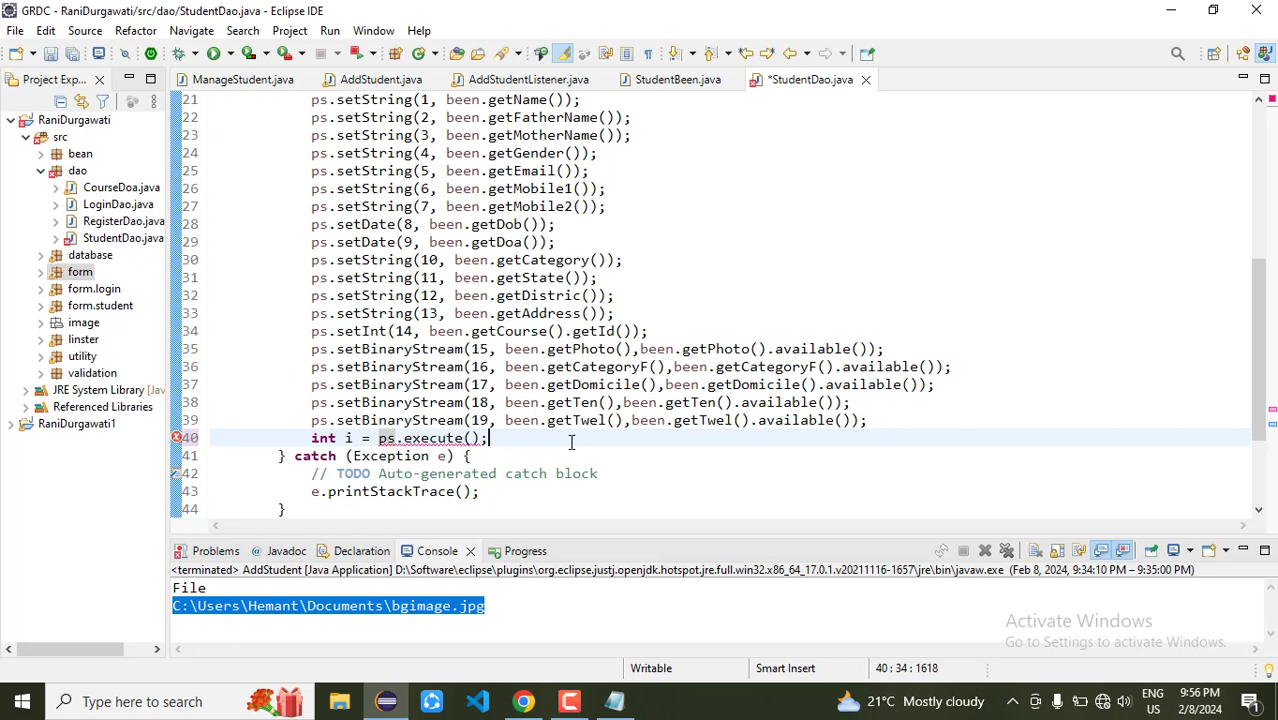 GRDC - RaniDurgawati/src/dao/StudentDao.java - Eclipse IDE
File Edit Source Refactor Navigate Search Project Run Window Help
Project Exp...
ManageStudent.java
AddStudent.java
AddStudentListener.java
StudentBeen.java
*StudentDao.java
RaniDurgawati
src
bean
dao
CourseDoa.java
LoginDao.java
RegisterDao.java
StudentDao.java
database
form
form.login
form.student
image
linster
utility
validation
JRE System Library [Jav
Referenced Libraries
RaniDurgawati1
21 ps.setString(1, been.getName());
22 ps.setString(2, been.getFatherName());
23 ps.setString(3, been.getMotherName());
24 ps.setString(4, been.getGender());
25 ps.setString(5, been.getEmail());
26 ps.setString(6, been.getMobile1());
27 ps.setString(7, been.getMobile2());
28 ps.setDate(8, been.getDob());
29 ps.setDate(9, been.getDoa());
30 ps.setString(10, been.getCategory());
31 ps.setString(11, been.getState());
32 ps.setString(12, been.getDistric());
33 ps.setString(13, been.getAddress());
34 ps.setInt(14, been.getCourse().getId());
35 ps.setBinaryStream(15, been.getPhoto(),been.getPhoto().available());
36 ps.setBinaryStream(16, been.getCategoryF(),been.getCategoryF().available());
37 ps.setBinaryStream(17, been.getDomicile(),been.getDomicile().available());
38 ps.setBinaryStream(18, been.getTen(),been.getTen().available());
39 ps.setBinaryStream(19, been.getTwel(),been.getTwel().available());
40 int i = ps.execute();
41 } catch (Exception e) {
42 // TODO Auto-generated catch block
43 e.printStackTrace();
44 }
Problems Javadoc Declaration Console Progress
<terminated> AddStudent [Java Application] D:\Software\eclipse\plugins\org.eclipse.justj.openjdk.hotspot.jre.full.win32.x86_64_17.0.1.v20211116-1657\jre\bin\javaw.exe (Feb 8, 2024, 9:34:10 PM – 9:35:00 PM)
File
C:\Users\Hemant\Documents\bgimage.jpg
Activate Windows
Go to Settings to activate Windows.
Writable Smart Insert 40 : 34 : 1618
Type here to search
21°C Mostly cloudy
ENG
US
9:56 PM
2/8/2024
1